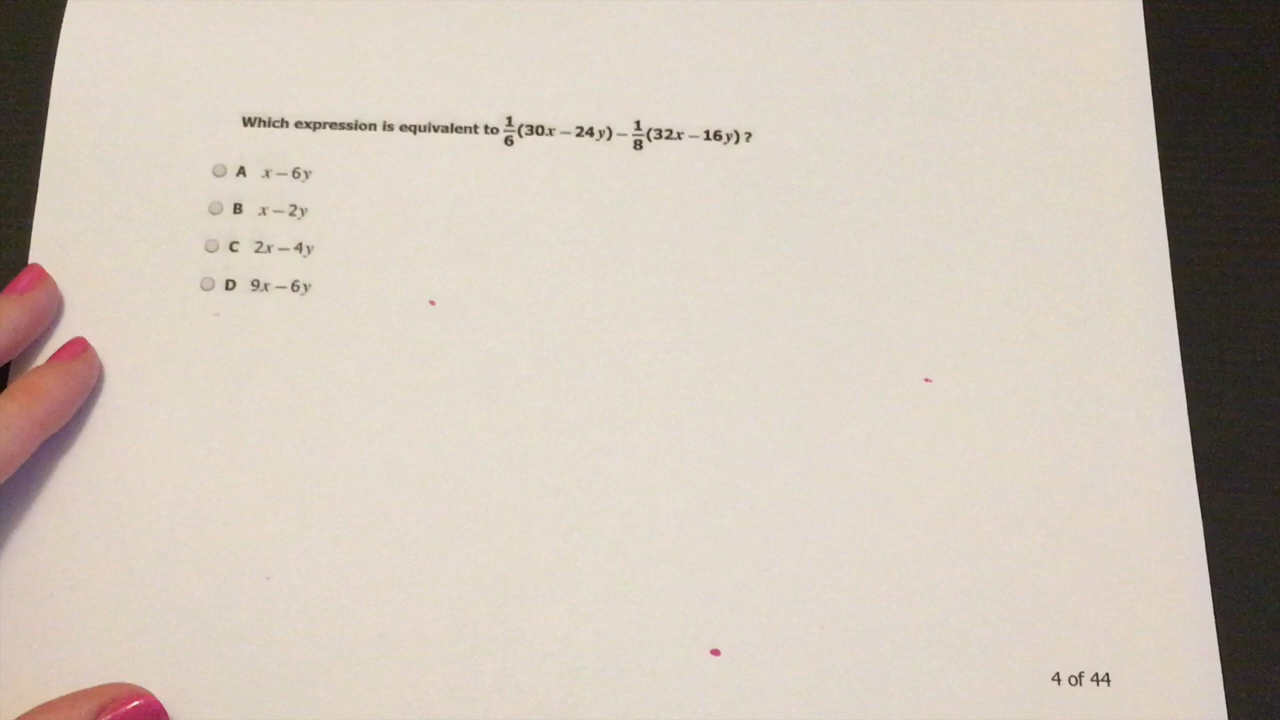 Which expression is equivalent to 1/6(30x − 24y) − 1/8(32x − 16y)?
A x − 6y
B x − 2y
C 2x − 4y
D 9x − 6y
4 of 44